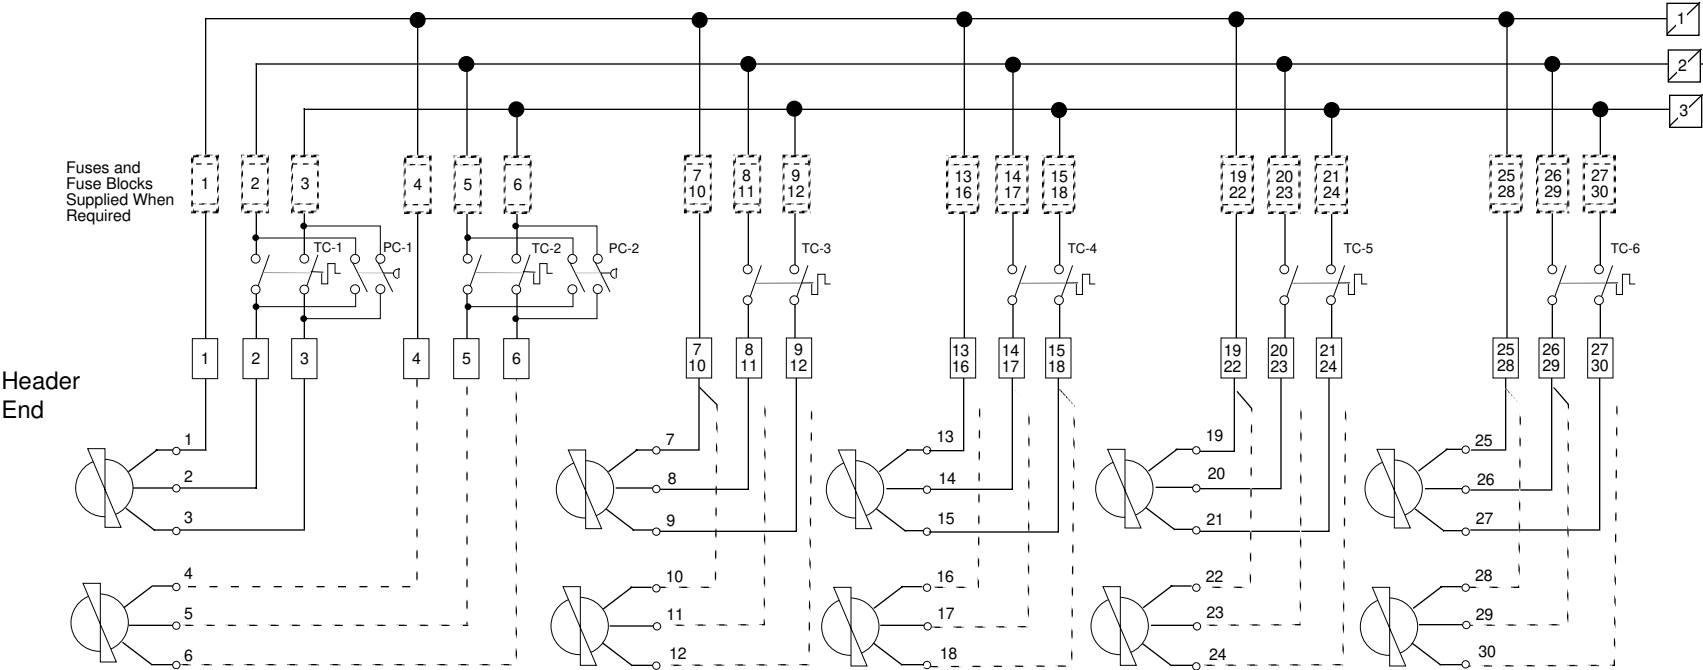 1
2
3
Fuses and
Fuse Blocks
Supplied When
Required
1 2 3 4 5 6 7 8 9 13 14 15 19 20 21 25 26 27
10 11 12 16 17 18 22 23 24 28 29 30
TC-1 PC-1 TC-2 PC-2 TC-3 TC-4 TC-5 TC-6
1 2 3 4 5 6 7 8 9 13 14 15 19 20 21 25 26 27
10 11 12 16 17 18 22 23 24 28 29 30
Header
End
1 7 13 19 25
2 8 14 20 26
3 9 15 21 27
4 10 16 22 28
5 11 17 23 29
6 12 18 24 30